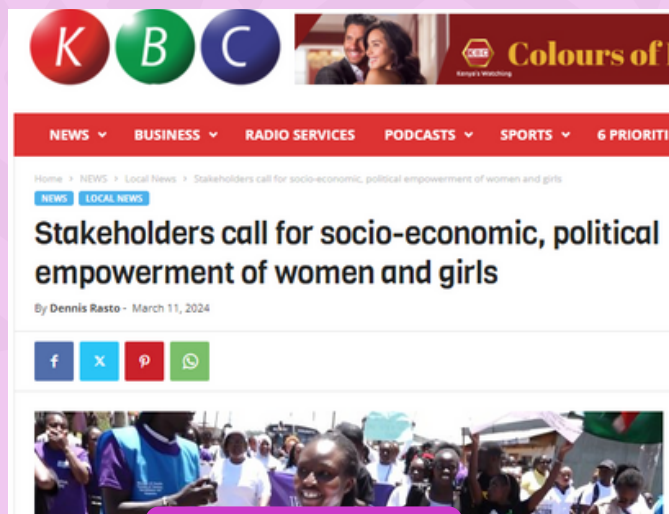 K B C
KBC
Kenya's Watching
Colours of
NEWS BUSINESS RADIO SERVICES PODCASTS SPORTS 6 PRIORITI
Home > NEWS > Local News > Stakeholders call for socio-economic, political empowerment of women and girls
NEWS LOCAL NEWS
Stakeholders call for socio-economic, political
empowerment of women and girls
By Dennis Rasto - March 11, 2024